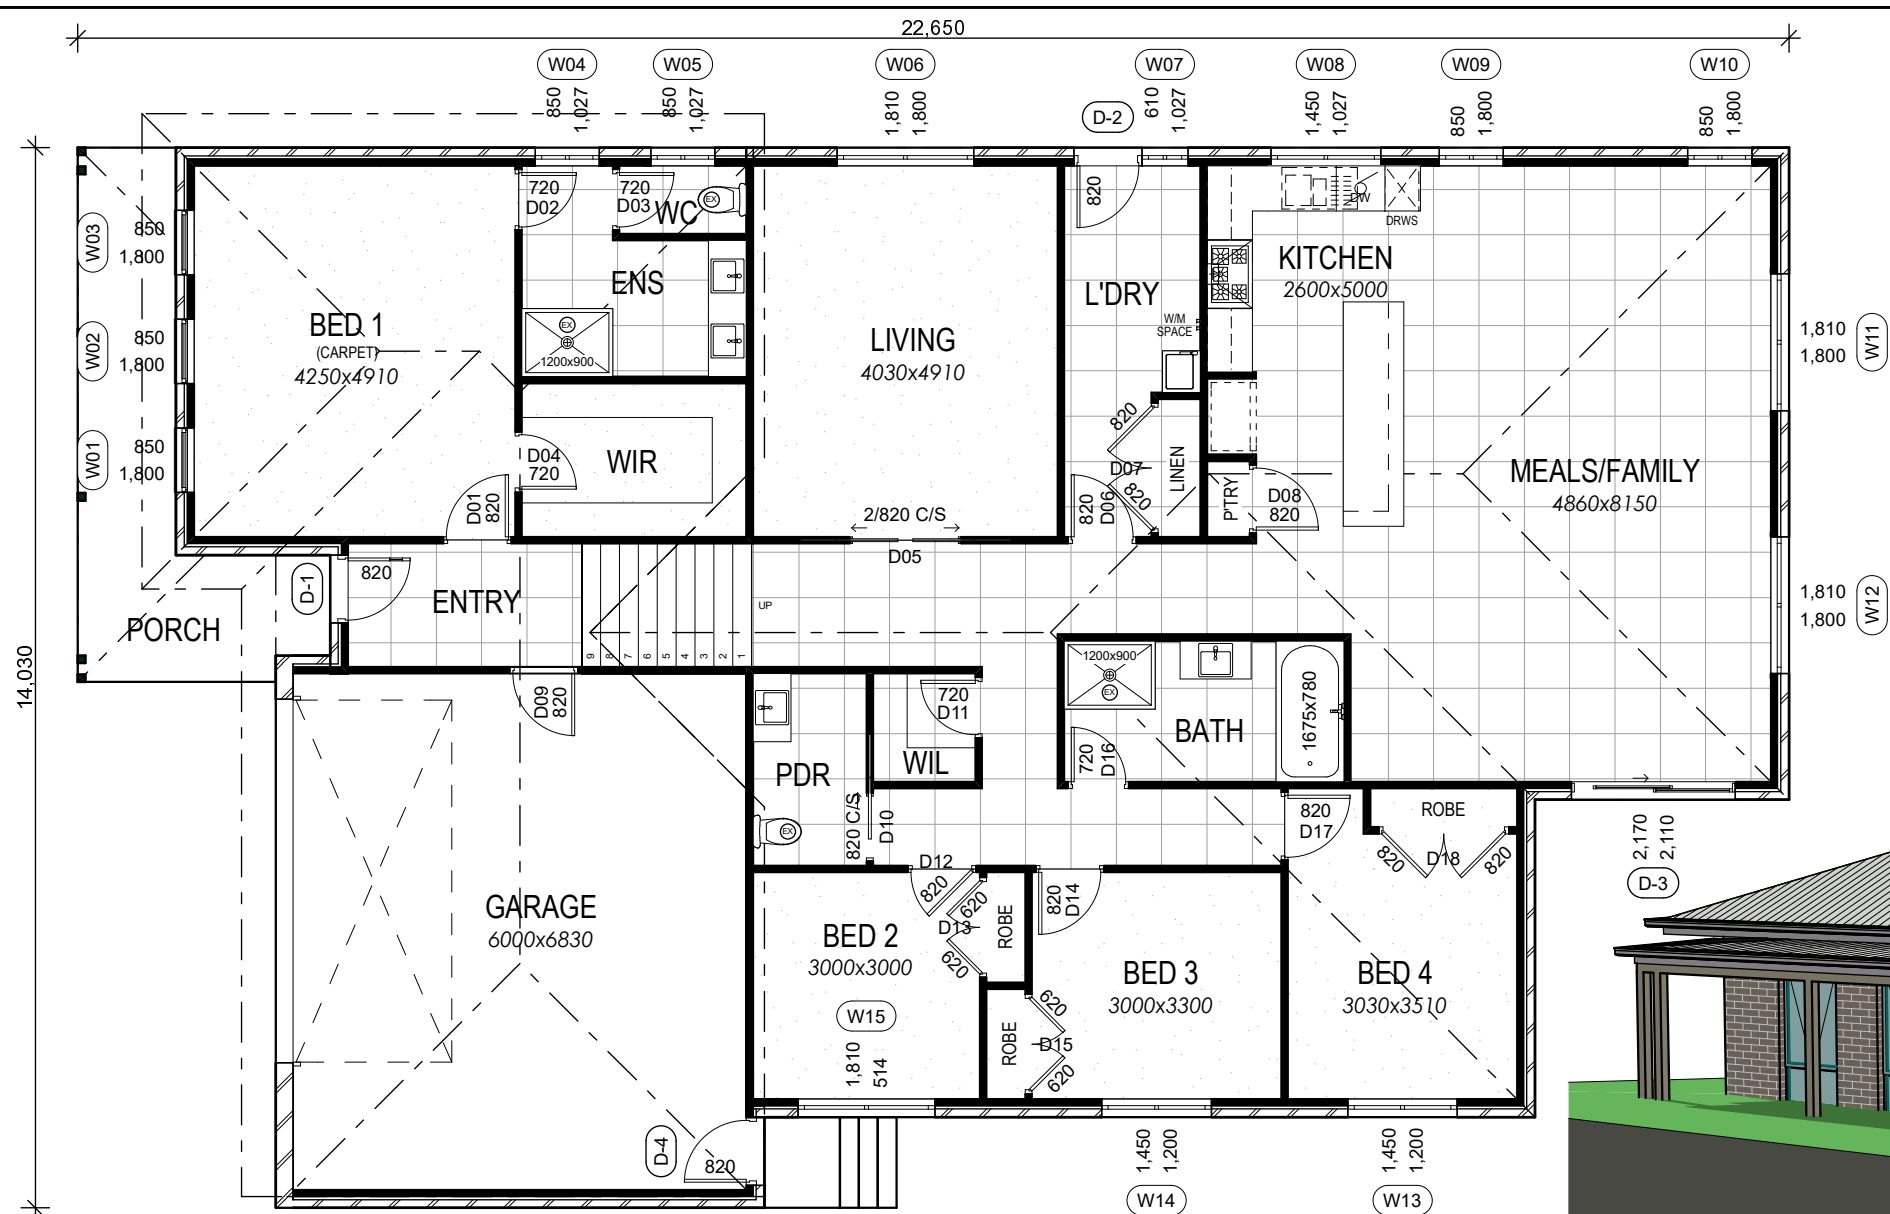 22,650
W04
W05
W06
W07
W08
W09
W10
850
1,027
850
1,027
1,810
1,800
D-2
610
1,027
1,450
1,027
850
1,800
850
1,800
14,030
W03
850
1,800
W02
850
1,800
W01
850
1,800
BED 1
(CARPET)
4250x4910
720
D02
720
D03
WC
EX
ENS
EX
1200x900
D04
720
WIR
D01
820
LIVING
4030x4910
2/820 C/S
D05
820
L'DRY
W/M
SPACE
820
D07
820
LINEN
820
D06
DW
DRWS
KITCHEN
2600x5000
P'TRY
D08
820
MEALS/FAMILY
4860x8150
1,810
1,800
W11
1,810
1,800
W12
D-1
820
ENTRY
PORCH
UP
9 8 7 6 5 4 3 2 1
D09
820
PDR
EX
820 C/S
D10
720
D11
WIL
1200x900
EX
720
D16
BATH
1675x780
820
D17
ROBE
820
D18
820
2,170
2,110
D-3
GARAGE
6000x6830
D12
820
620
D13
620
ROBE
BED 2
3000x3000
W15
1,810
514
820
D14
ROBE
620
D15
620
BED 3
3000x3300
BED 4
3030x3510
D-4
820
1,450
1,200
W14
1,450
1,200
W13